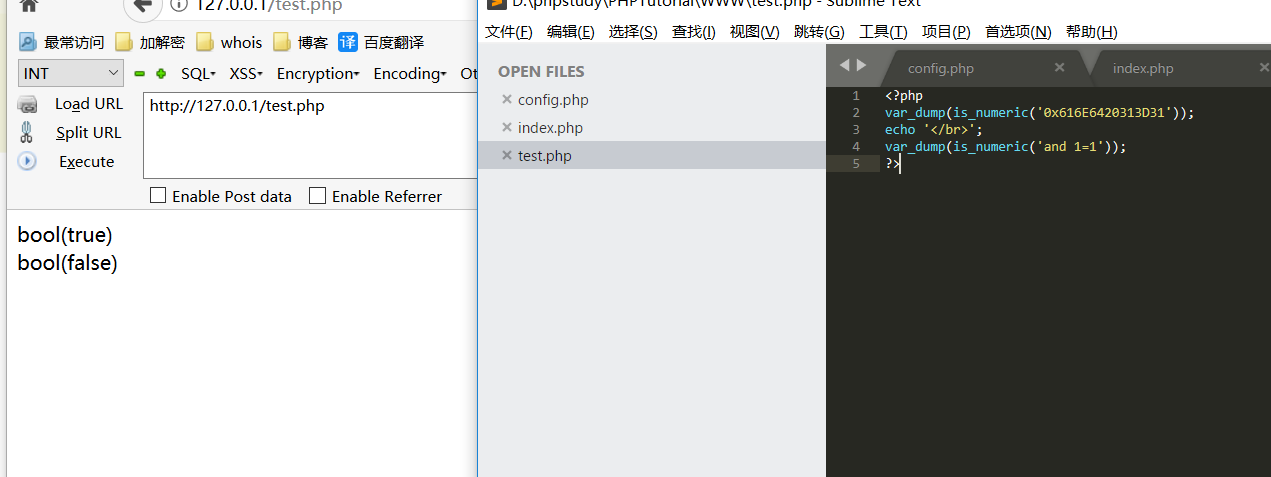 127.0.0.1/test.php
最常访问 加解密 whois 博客 译 百度翻译
INT SQL XSS Encryption Encoding Ot
Load URL http://127.0.0.1/test.php
Split URL
Execute
Enable Post data Enable Referrer
bool(true)
bool(false)
D:\phpstudy\PHPTutorial\WWW\test.php - Sublime Text
文件(F) 编辑(E) 选择(S) 查找(I) 视图(V) 跳转(G) 工具(T) 项目(P) 首选项(N) 帮助(H)
OPEN FILES
config.php
index.php
test.php
config.php index.php
1 <?php
2 var_dump(is_numeric('0x616E6420313D31'));
3 echo '</br>';
4 var_dump(is_numeric('and 1=1'));
5 ?>